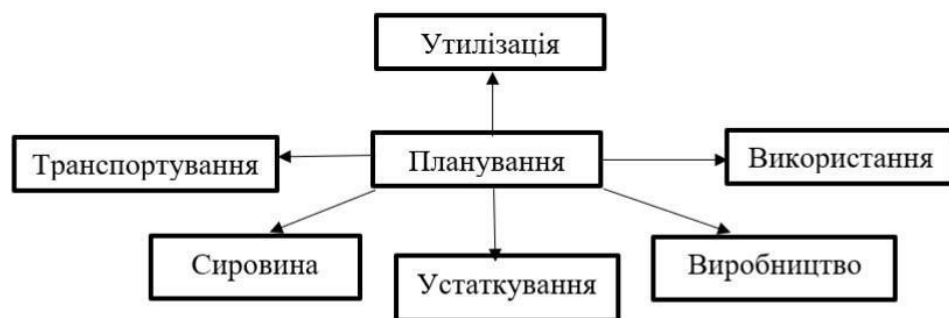 Утилізація
Транспортування
Планування
Використання
Сировина
Устаткування
Виробництво